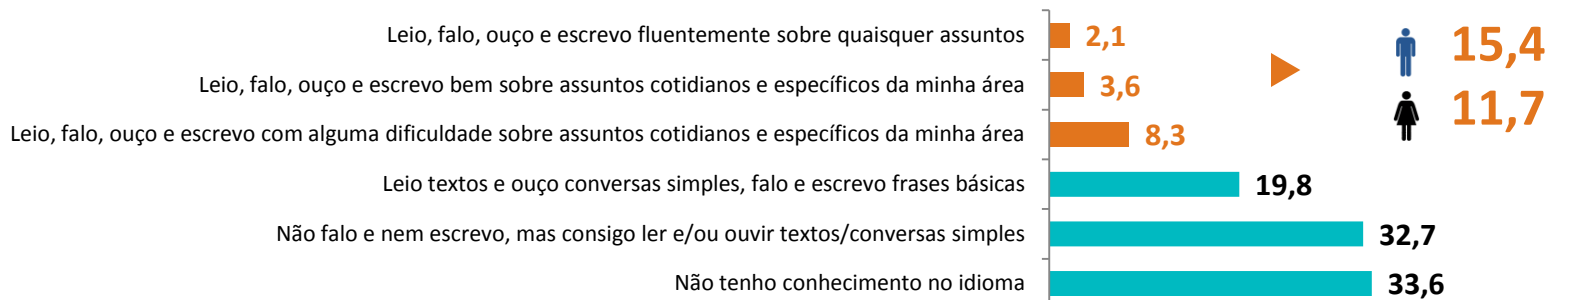 Leio, falo, ouço e escrevo fluentemente sobre quaisquer assuntos 2,1
Leio, falo, ouço e escrevo bem sobre assuntos cotidianos e específicos da minha área 3,6
Leio, falo, ouço e escrevo com alguma dificuldade sobre assuntos cotidianos e específicos da minha área 8,3
Leio textos e ouço conversas simples, falo e escrevo frases básicas 19,8
Não falo e nem escrevo, mas consigo ler e/ou ouvir textos/conversas simples 32,7
Não tenho conhecimento no idioma 33,6
15,4
11,7